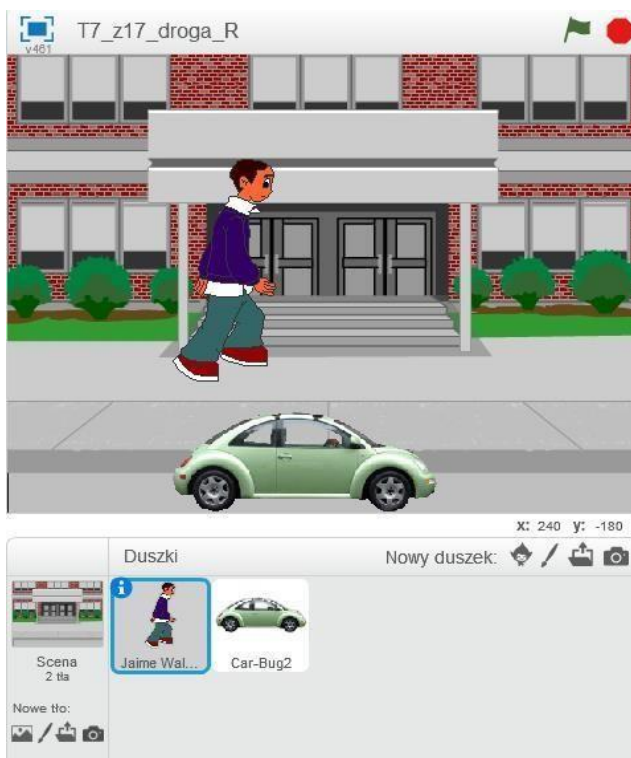 T7_z17_droga_R
v461
X: 240 y: -180
Duszki
Nowy duszek:
Scena
2 tła
Jaime Wal...
Car-Bug2
Nowe tło: